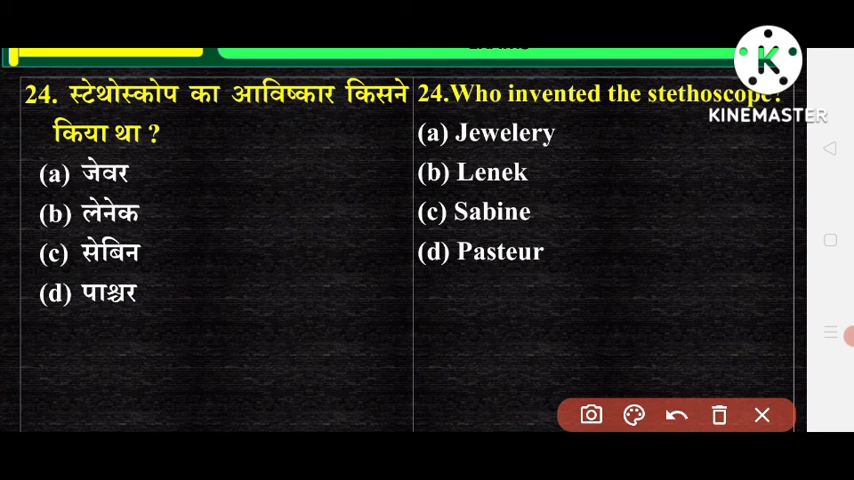 24. स्टेथोस्कोप का आविष्कार किसने
किया था ?
(a) जेवर
(b) लेनेक
(c) सेबिन
(d) पाश्चर
24.Who invented the stethoscope?
(a) Jewelery
(b) Lenek
(c) Sabine
(d) Pasteur
K
KINEMASTER